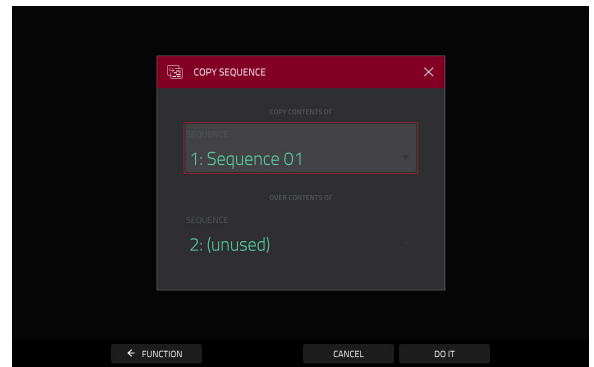 COPY SEQUENCE
COPY CONTENTS OF
SEQUENCE
1: Sequence 01
OVER CONTENTS OF
SEQUENCE
2: (unused)
FUNCTION
CANCEL
DO IT